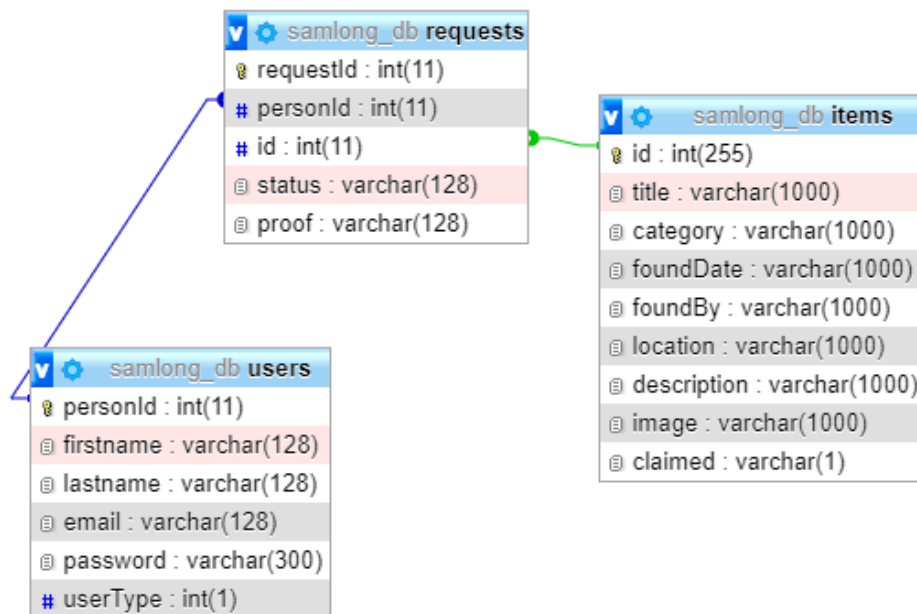 samlong_db requests
requestId : int(11)
# personId : int(11)
# id : int(11)
status : varchar(128)
proof : varchar(128)
samlong_db items
id : int(255)
title : varchar(1000)
category : varchar(1000)
foundDate : varchar(1000)
foundBy : varchar(1000)
location : varchar(1000)
description : varchar(1000)
image : varchar(1000)
claimed : varchar(1)
samlong_db users
personId : int(11)
firstname : varchar(128)
lastname : varchar(128)
email : varchar(128)
password : varchar(300)
# userType : int(1)